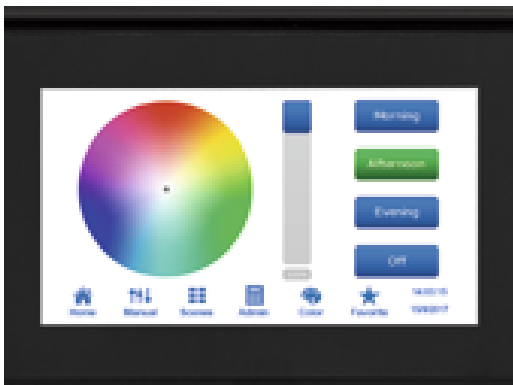 Morning
Afternoon
Evening
Off
Home
Manual
Scenes
Admin
Color
Favorite